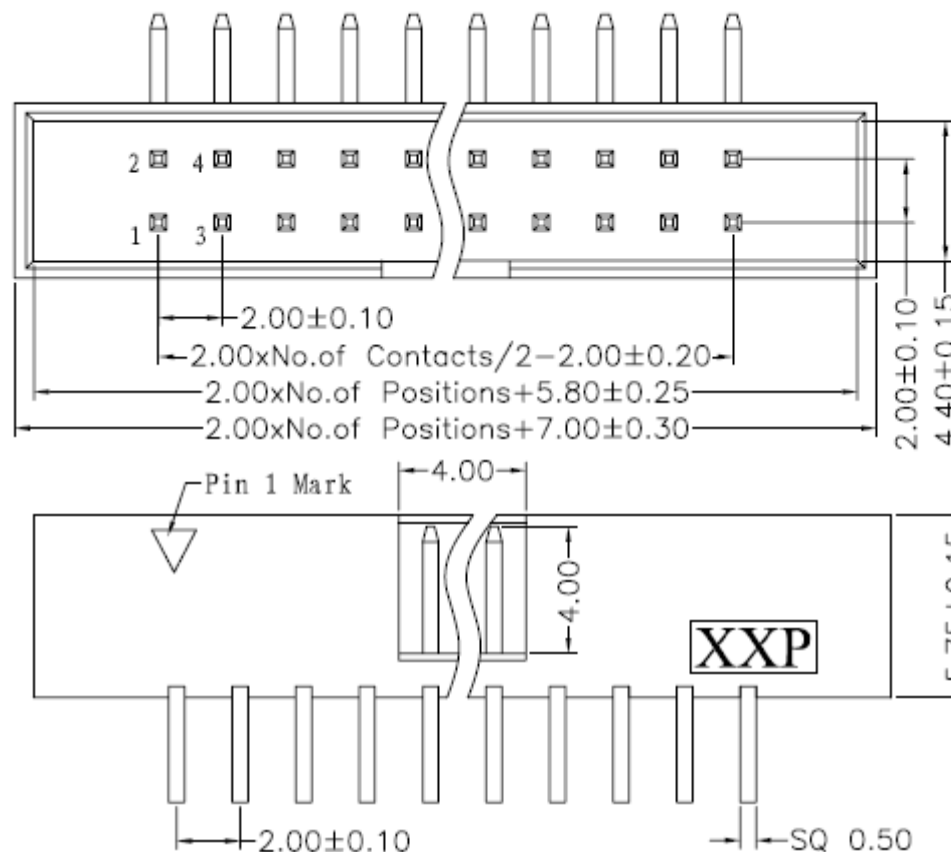 2 4
1 3
2.00±0.10
2.00xNo.of Contacts/2-2.00±0.20
2.00xNo.of Positions+5.80±0.25
2.00xNo.of Positions+7.00±0.30
2.00±0.10
4.40±0.15
Pin 1 Mark
4.00
4.00
XXP
2.00±0.10
SQ 0.50